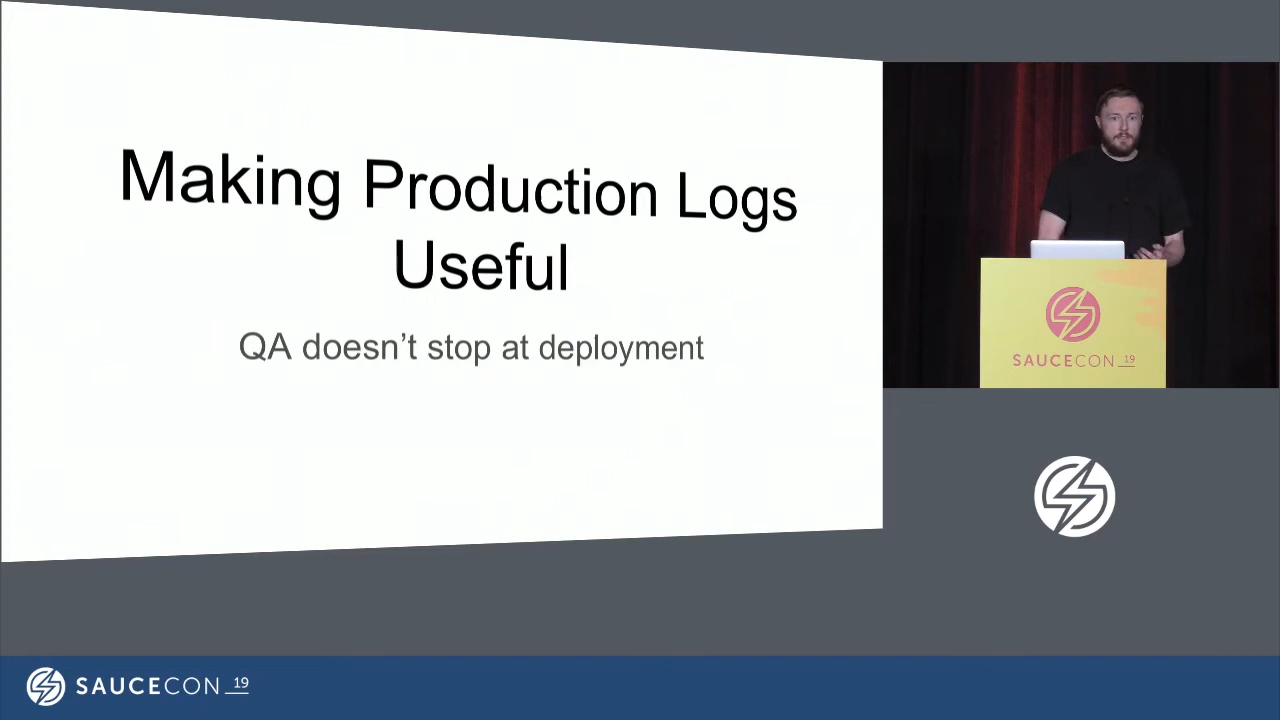 Making Production Logs
Useful
QA doesn’t stop at deployment
SAUCECON 19
SAUCECON 19